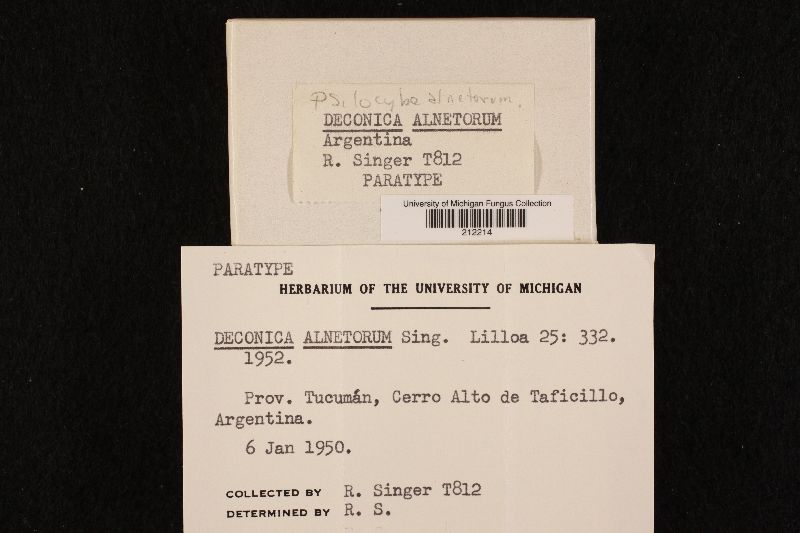 Psilocybe alnetorum.
DECONICA ALNETORUM
Argentina
R. Singer T812
PARATYPE
University of Michigan Fungus Collection
212214
PARATYPE
HERBARIUM OF THE UNIVERSITY OF MICHIGAN
DECONICA ALNETORUM Sing. Lilloa 25: 332.
1952.
Prov. Tucumán, Cerro Alto de Taficillo,
Argentina.
6 Jan 1950.
COLLECTED BY R. Singer T812
DETERMINED BY R. S.